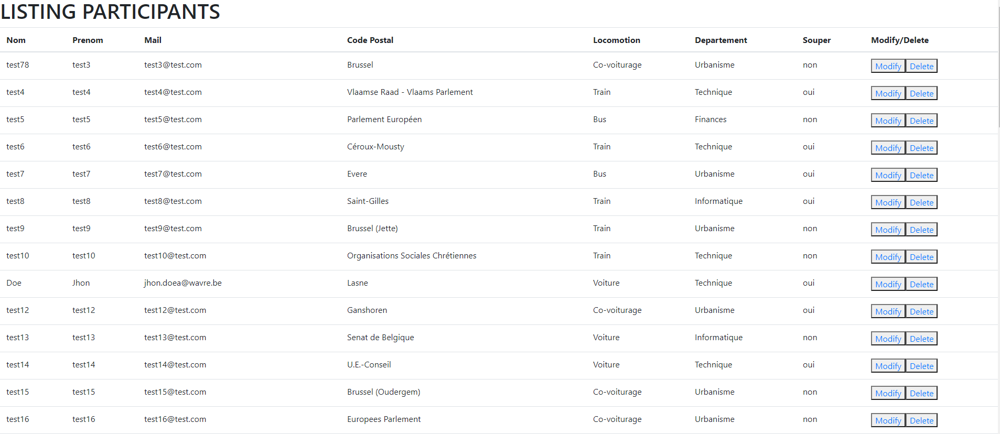 LISTING PARTICIPANTS
Nom Prenom Mail Code Postal Locomotion Departement Souper Modify/Delete
test78 test3 test3@test.com Brussel Co-voiturage Urbanisme non Modify Delete
test4 test4 test4@test.com Vlaamse Raad - Vlaams Parlement Train Technique oui Modify Delete
test5 test5 test5@test.com Parlement Européen Bus Finances non Modify Delete
test6 test6 test6@test.com Céroux-Mousty Train Technique oui Modify Delete
test7 test7 test7@test.com Evere Bus Urbanisme oui Modify Delete
test8 test8 test8@test.com Saint-Gilles Train Informatique oui Modify Delete
test9 test9 test9@test.com Brussel (Jette) Train Urbanisme non Modify Delete
test10 test10 test10@test.com Organisations Sociales Chrétiennes Train Technique non Modify Delete
Doe Jhon jhon.doea@wavre.be Lasne Voiture Technique oui Modify Delete
test12 test12 test12@test.com Ganshoren Co-voiturage Urbanisme oui Modify Delete
test13 test13 test13@test.com Senat de Belgique Voiture Informatique non Modify Delete
test14 test14 test14@test.com U.E.-Conseil Voiture Technique oui Modify Delete
test15 test15 test15@test.com Brussel (Oudergem) Co-voiturage Urbanisme non Modify Delete
test16 test16 test16@test.com Europees Parlement Co-voiturage Urbanisme non Modify Delete